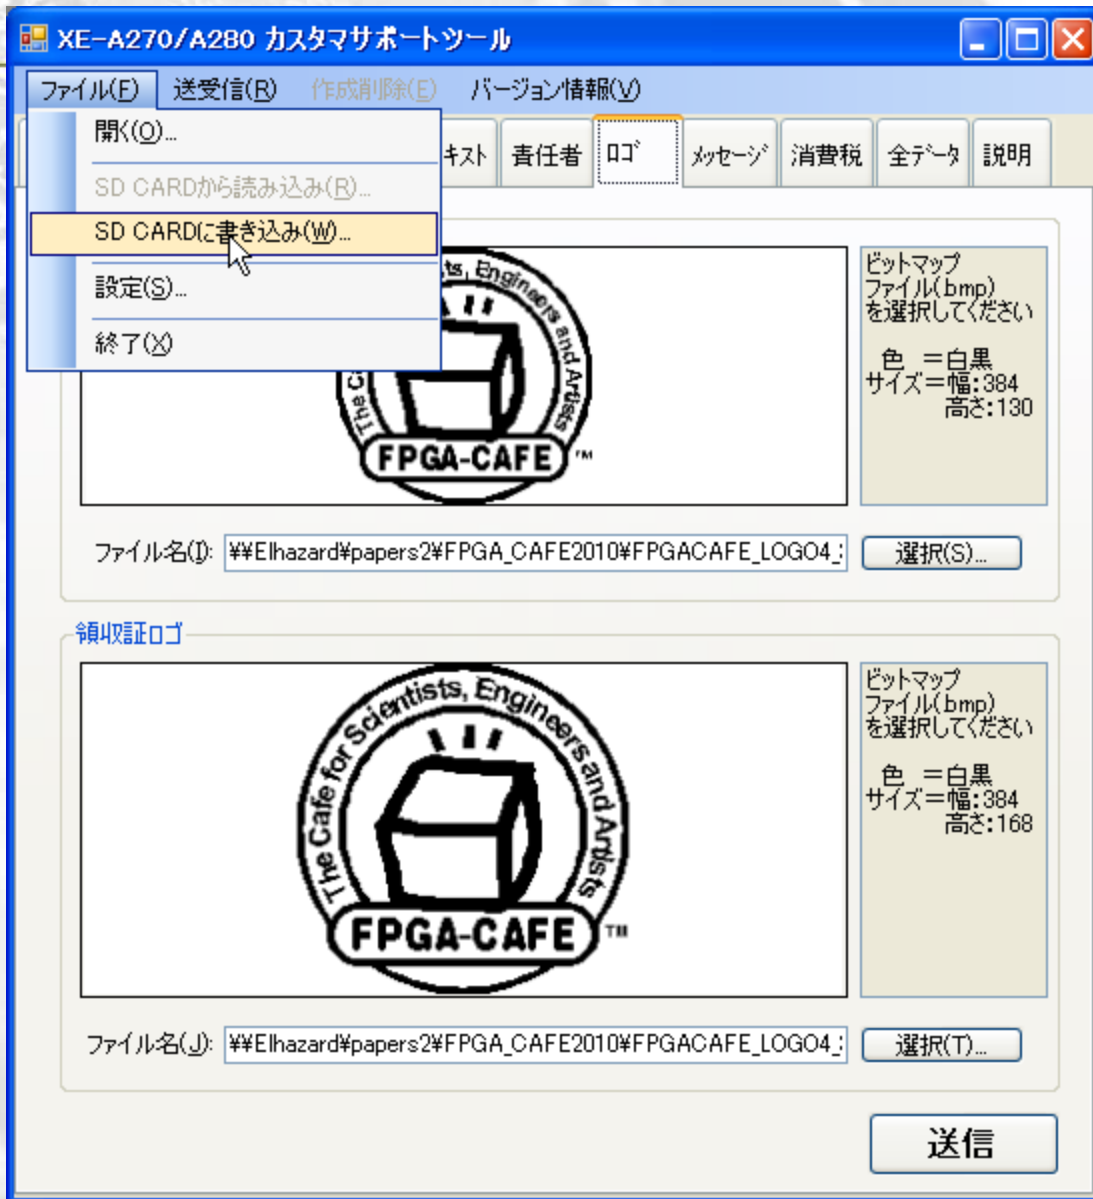 XE-A270/A280 カスタマサポートツール
ファイル(F) 送受信(R) 作成削除(E) バージョン情報(V)
キスト 責任者 ロゴ メッセージ 消費税 全データ 説明
開く(O)...
SD CARDから読み込み(R)...
SD CARDに書き込み(W)...
設定(S)...
終了(X)
ts, Engineers and Artists
FPGA-CAFE
TM
ビットマップ
ファイル(.bmp)
を選択してください
色 =白黒
サイズ=幅:384
高さ:130
ファイル名(I): ¥¥Elhazard¥papers2¥FPGA_CAFE2010¥FPGACAFE_LOGO4_ 選択(S)...
領収証ロゴ
The Cafe for Scientists, Engineers and Artists
FPGA-CAFE
TM
ビットマップ
ファイル(.bmp)
を選択してください
色 =白黒
サイズ=幅:384
高さ:168
ファイル名(J): ¥¥Elhazard¥papers2¥FPGA_CAFE2010¥FPGACAFE_LOGO4_ 選択(T)...
送信